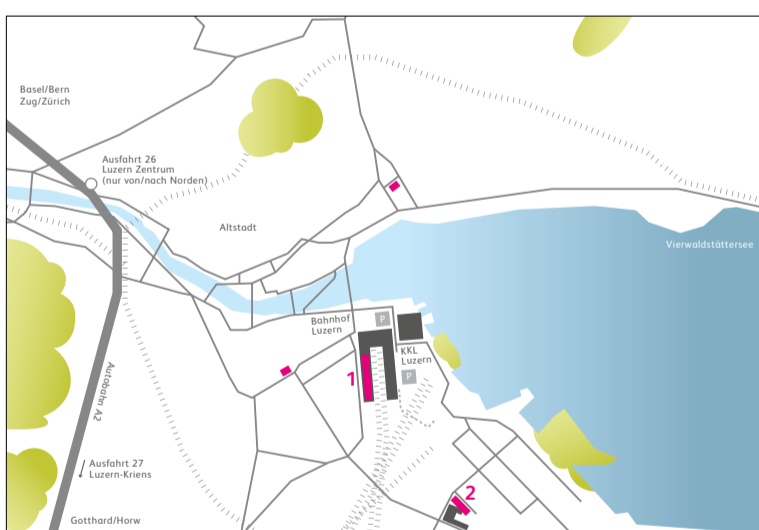 Basel/Bern
Zug/Zürich
Ausfahrt 26
Luzern Zentrum
(nur von/nach Norden)
Altstadt
Vierwaldstättersee
Bahnhof
Luzern
P
KKL
Luzern
P
1
Autobahn A2
Ausfahrt 27
Luzern-Kriens
2
Gotthard/Horw